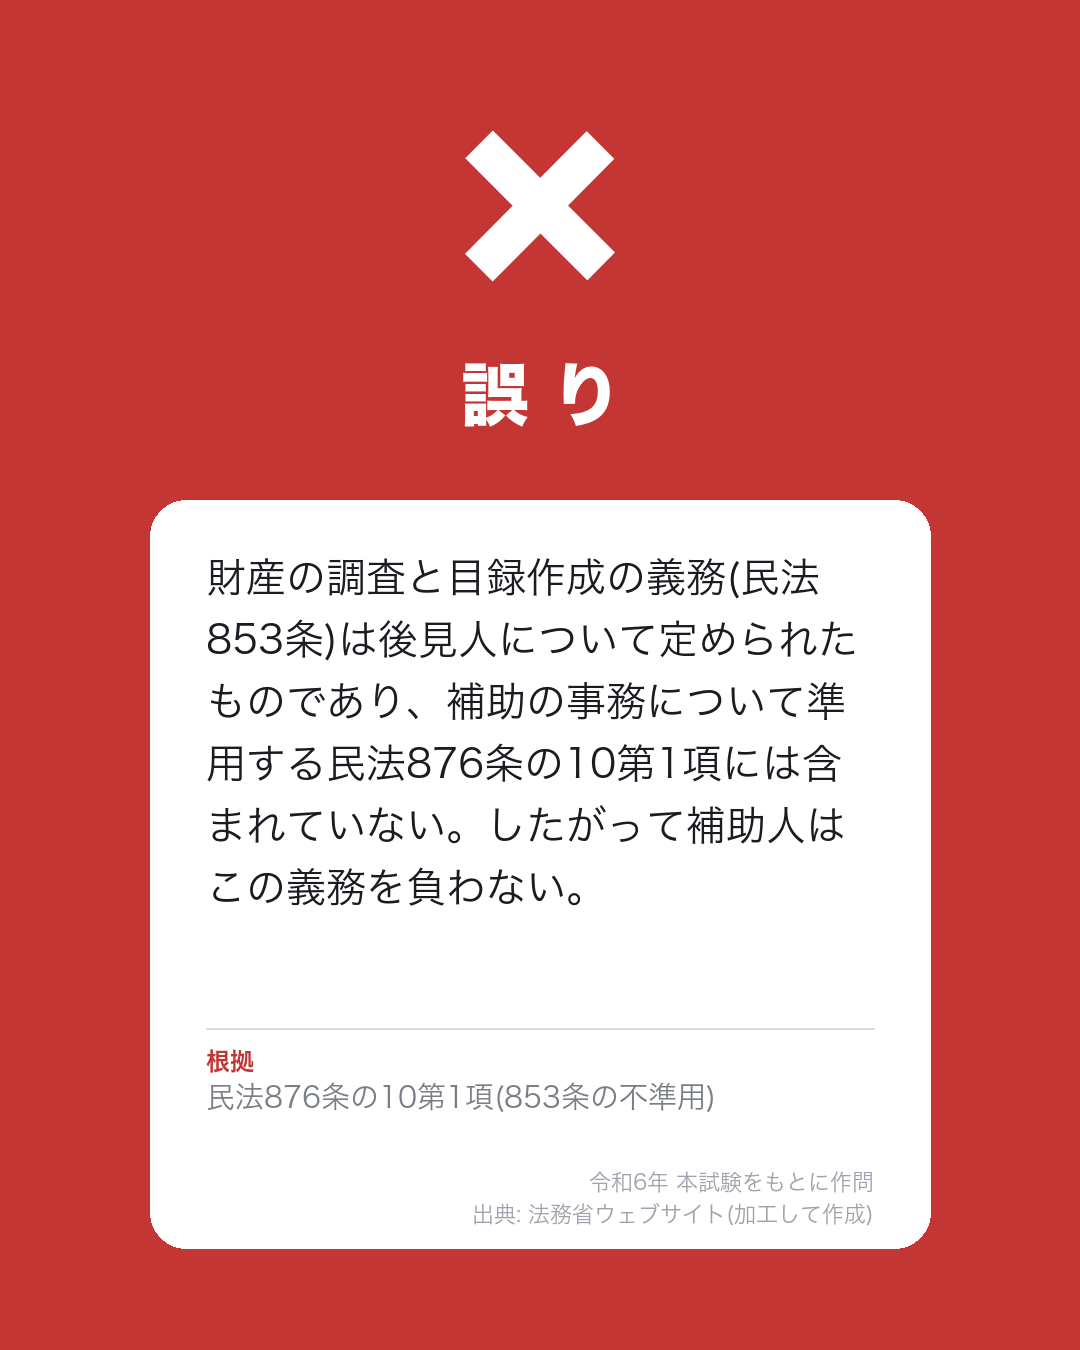 誤り
財産の調査と目録作成の義務(民法
853条)は後見人について定められた
ものであり、補助の事務について準
用する民法876条の10第1項には含
まれていない。したがって補助人は
この義務を負わない。
根拠
民法876条の10第1項(853条の不準用)
令和6年 本試験をもとに作問
出典: 法務省ウェブサイト(加工して作成)